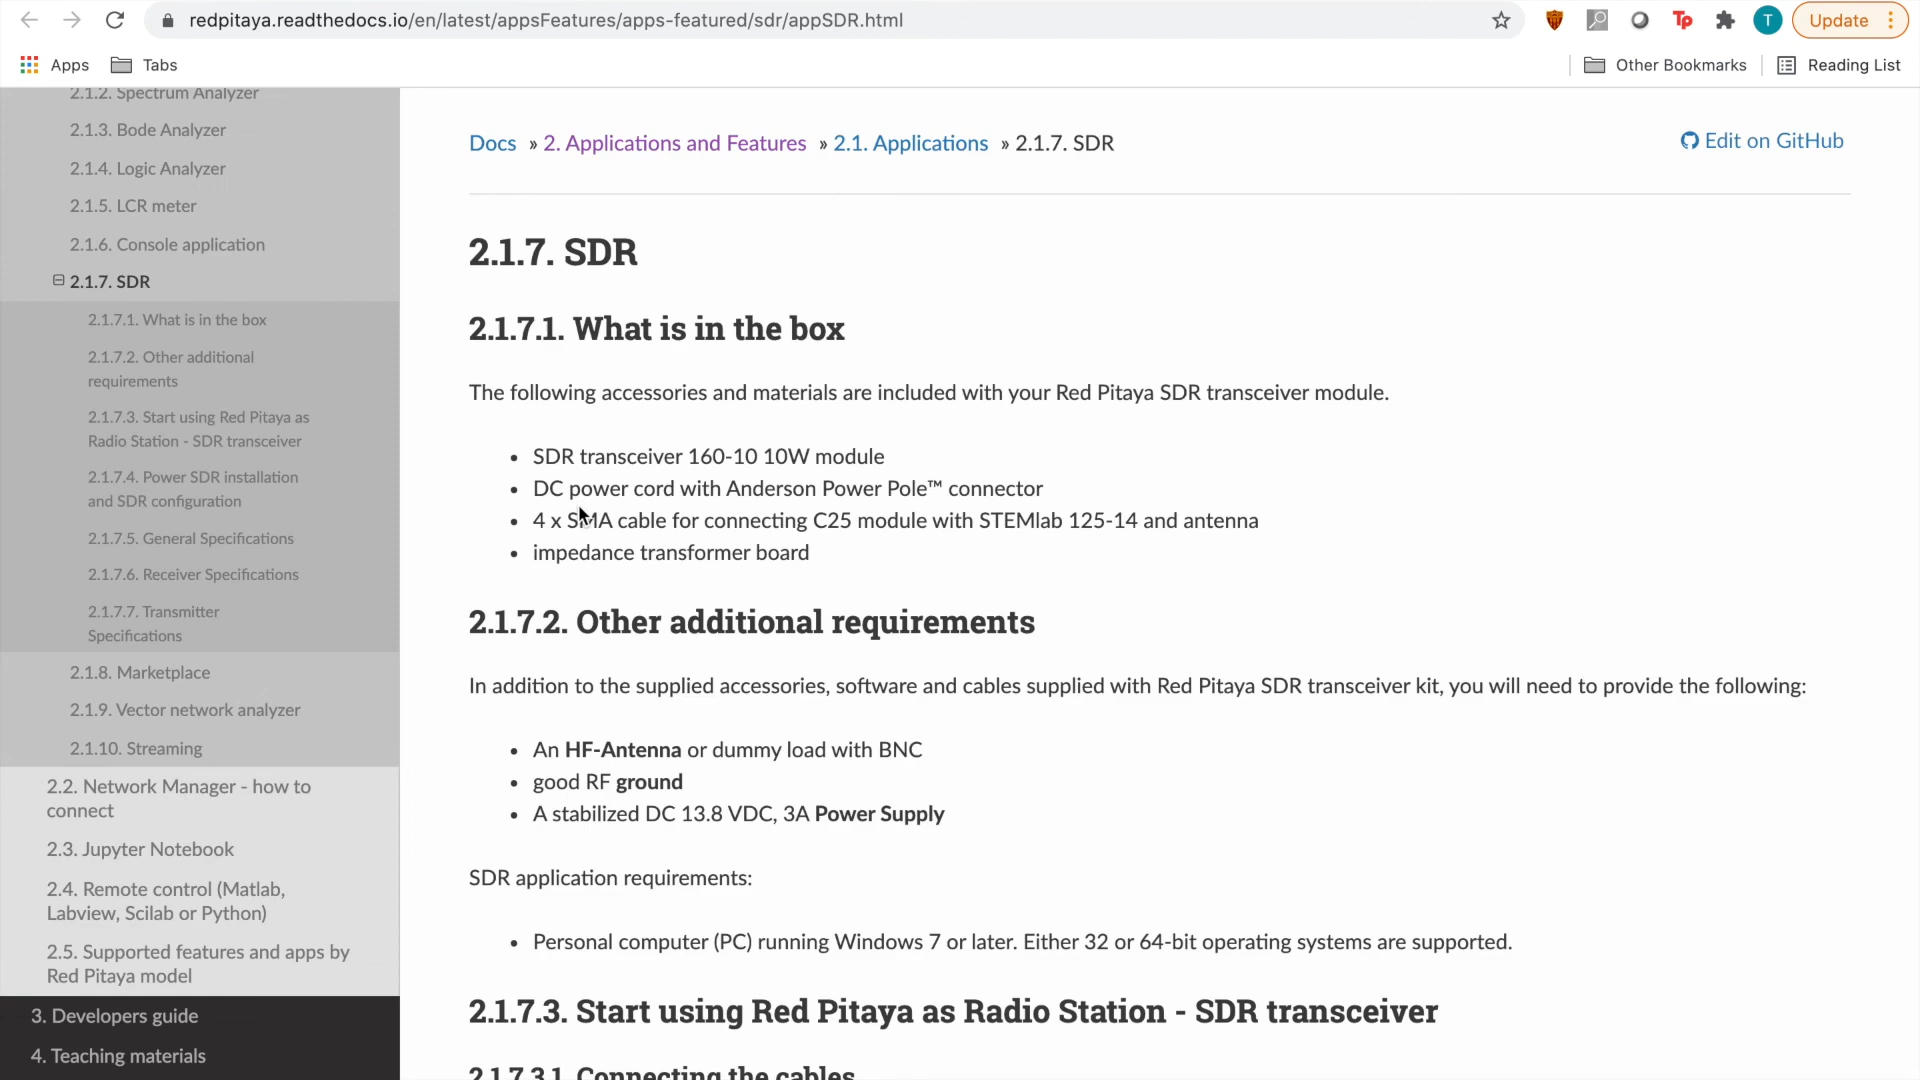 redpitaya.readthedocs.io/en/latest/appsFeatures/apps-featured/sdr/appSDR.html
Tp
T
Update
Apps
Tabs
Other Bookmarks
Reading List
2.1.2. Spectrum Analyzer
2.1.3. Bode Analyzer
2.1.4. Logic Analyzer
2.1.5. LCR meter
2.1.6. Console application
2.1.7. SDR
2.1.7.1. What is in the box
2.1.7.2. Other additional
requirements
2.1.7.3. Start using Red Pitaya as
Radio Station - SDR transceiver
2.1.7.4. Power SDR installation
and SDR configuration
2.1.7.5. General Specifications
2.1.7.6. Receiver Specifications
2.1.7.7. Transmitter
Specifications
2.1.8. Marketplace
2.1.9. Vector network analyzer
2.1.10. Streaming
2.2. Network Manager - how to
connect
2.3. Jupyter Notebook
2.4. Remote control (Matlab,
Labview, Scilab or Python)
2.5. Supported features and apps by
Red Pitaya model
3. Developers guide
4. Teaching materials
Docs » 2. Applications and Features » 2.1. Applications » 2.1.7. SDR
Edit on GitHub
2.1.7. SDR
2.1.7.1. What is in the box
The following accessories and materials are included with your Red Pitaya SDR transceiver module.
• SDR transceiver 160-10 10W module
• DC power cord with Anderson Power Pole™ connector
• 4 x SMA cable for connecting C25 module with STEMlab 125-14 and antenna
• impedance transformer board
2.1.7.2. Other additional requirements
In addition to the supplied accessories, software and cables supplied with Red Pitaya SDR transceiver kit, you will need to provide the following:
• An HF-Antenna or dummy load with BNC
• good RF ground
• A stabilized DC 13.8 VDC, 3A Power Supply
SDR application requirements:
• Personal computer (PC) running Windows 7 or later. Either 32 or 64-bit operating systems are supported.
2.1.7.3. Start using Red Pitaya as Radio Station - SDR transceiver
2.1.7.3.1. Connecting the cables